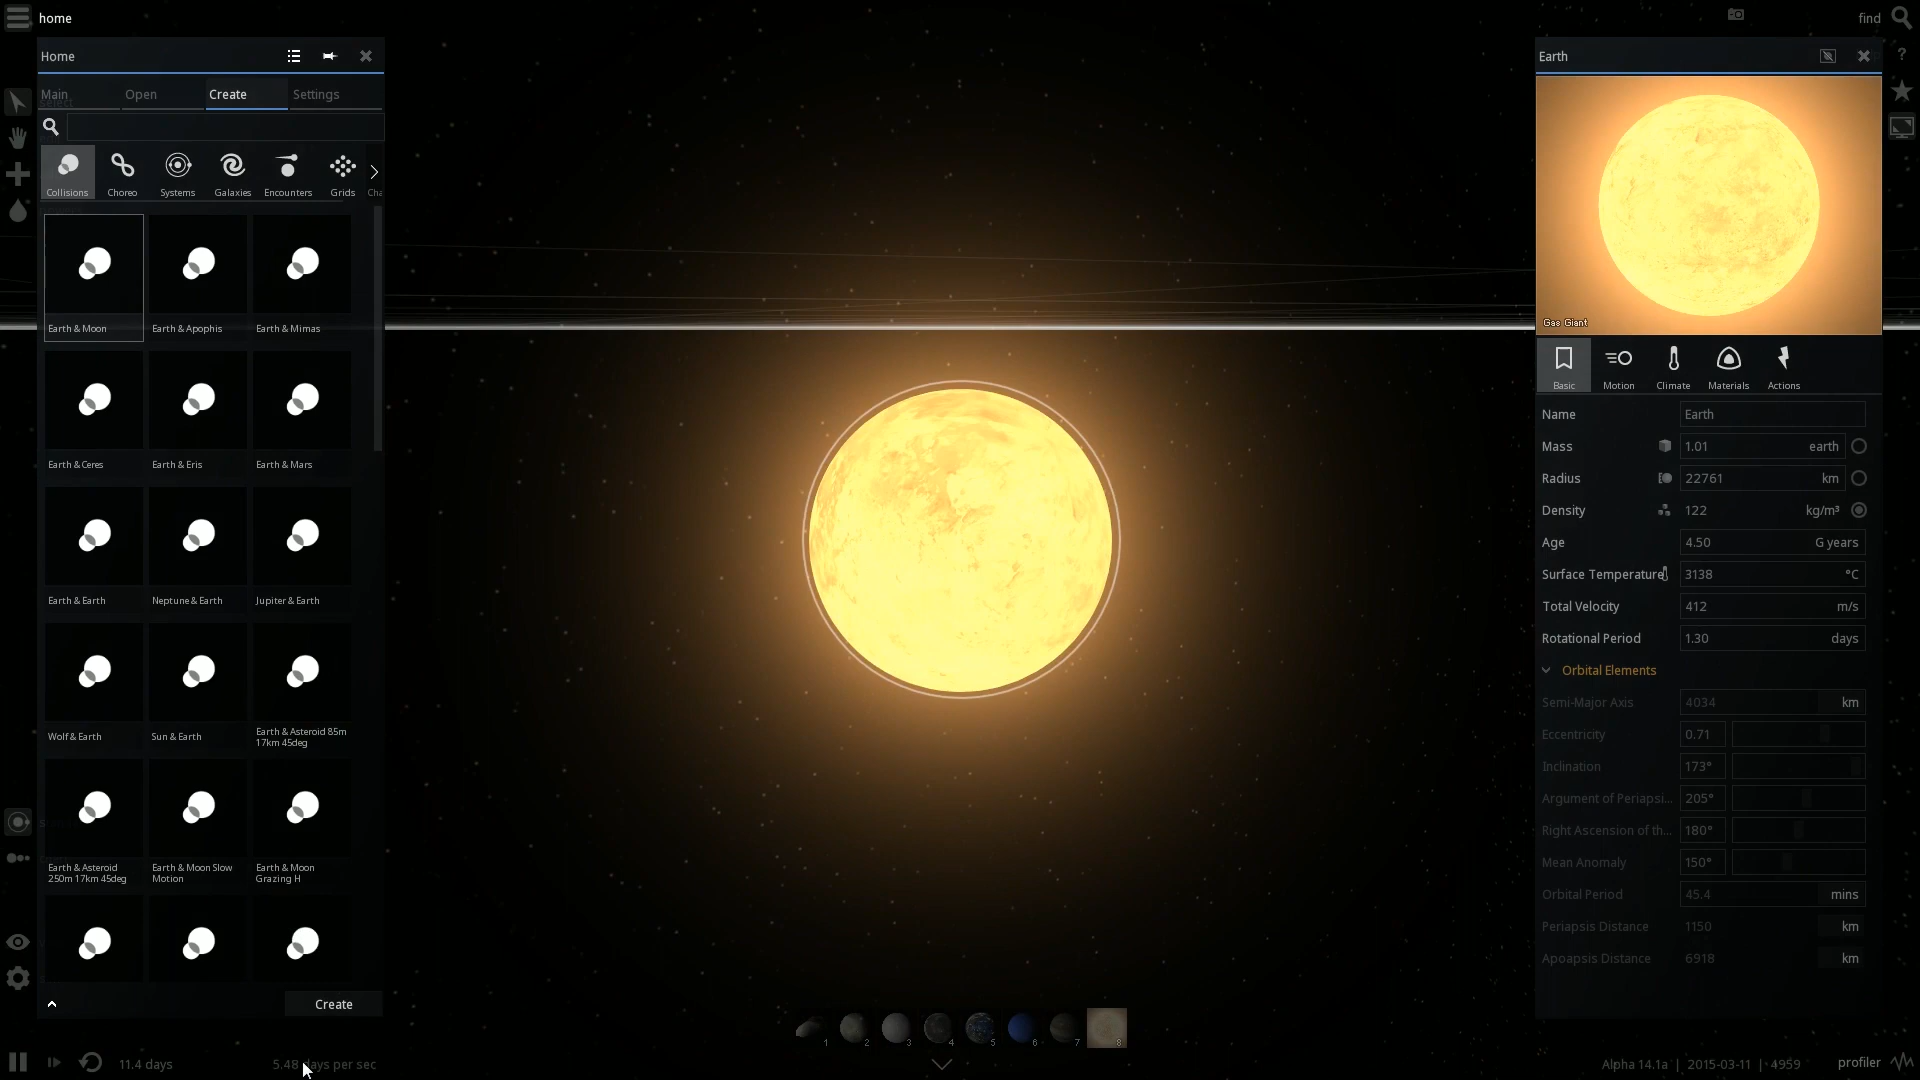 home
find
Home
Main Open Create Settings
Collisions Choreo Systems Galaxies Encounters Grids Cha
Earth & Moon Earth & Apophis Earth & Mimas
Earth & Ceres Earth & Eris Earth & Mars
Earth & Earth Neptune & Earth Jupiter & Earth
Wolf & Earth Sun & Earth Earth & Asteroid 85m
17km 45deg
Earth & Asteroid
250m 17km 45deg
Earth & Moon Slow
Motion
Earth & Moon
Grazing H
Create
11.4 days
5.48 days per sec
1 2 3 4 5 6 7 8
Earth
?
Gas Giant
Basic Motion Climate Materials Actions
Name Earth
Mass 1.01 earth
Radius 22761 km
Density 122 kg/m³
Age 4.50 G years
Surface Temperature 3138 °C
Total Velocity 412 m/s
Rotational Period 1.30 days
Orbital Elements
Semi-Major Axis 4034 km
Eccentricity 0.71
Inclination 173°
Argument of Periapsi... 205°
Right Ascension of th... 180°
Mean Anomaly 150°
Orbital Period 45.4 mins
Periapsis Distance 1150 km
Apoapsis Distance 6918 km
Alpha 14.1a | 2015-03-11 | 4959
profiler